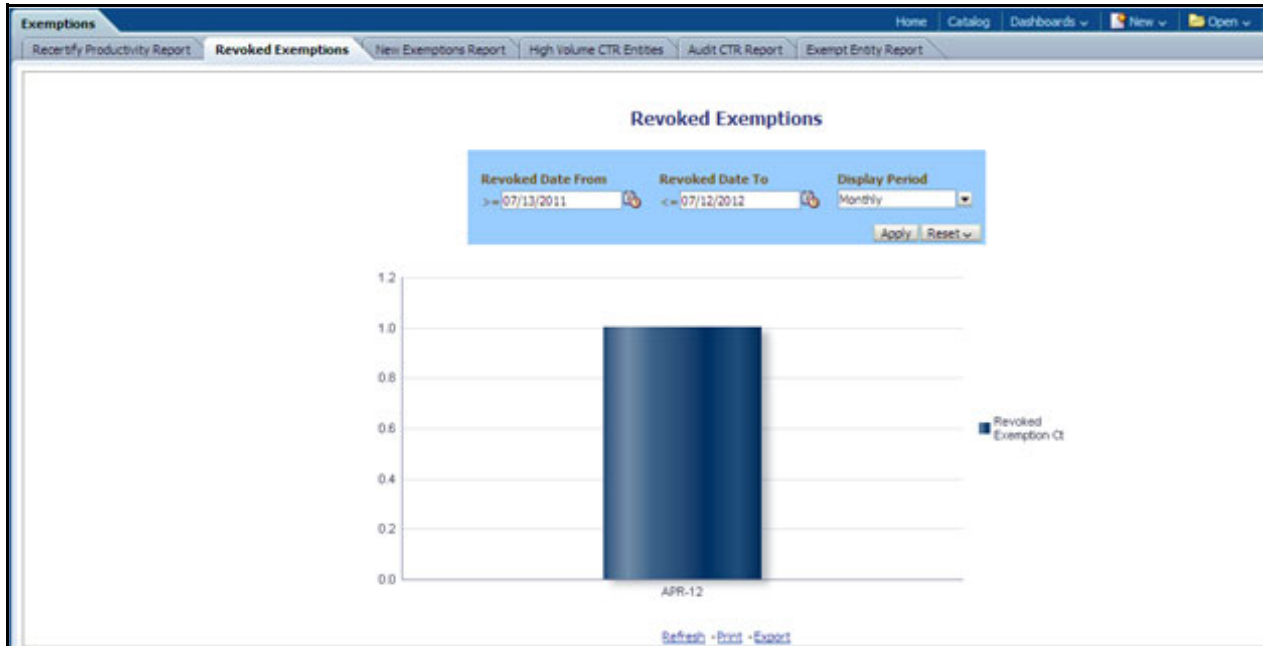 Exemptions
Home Catalog Dashboards New Open
Recertify Productivity Report Revoked Exemptions New Exemptions Report High Volume CTR Entities Audit CTR Report Exempt Entity Report
Revoked Exemptions
Revoked Date From Revoked Date To Display Period
>= 07/13/2011 <= 07/12/2012 Monthly
Apply Reset
1.2
1.0
0.8
0.6
0.4
0.2
0.0
Revoked
Exemption Ct
APR-12
Refresh - Print - Export